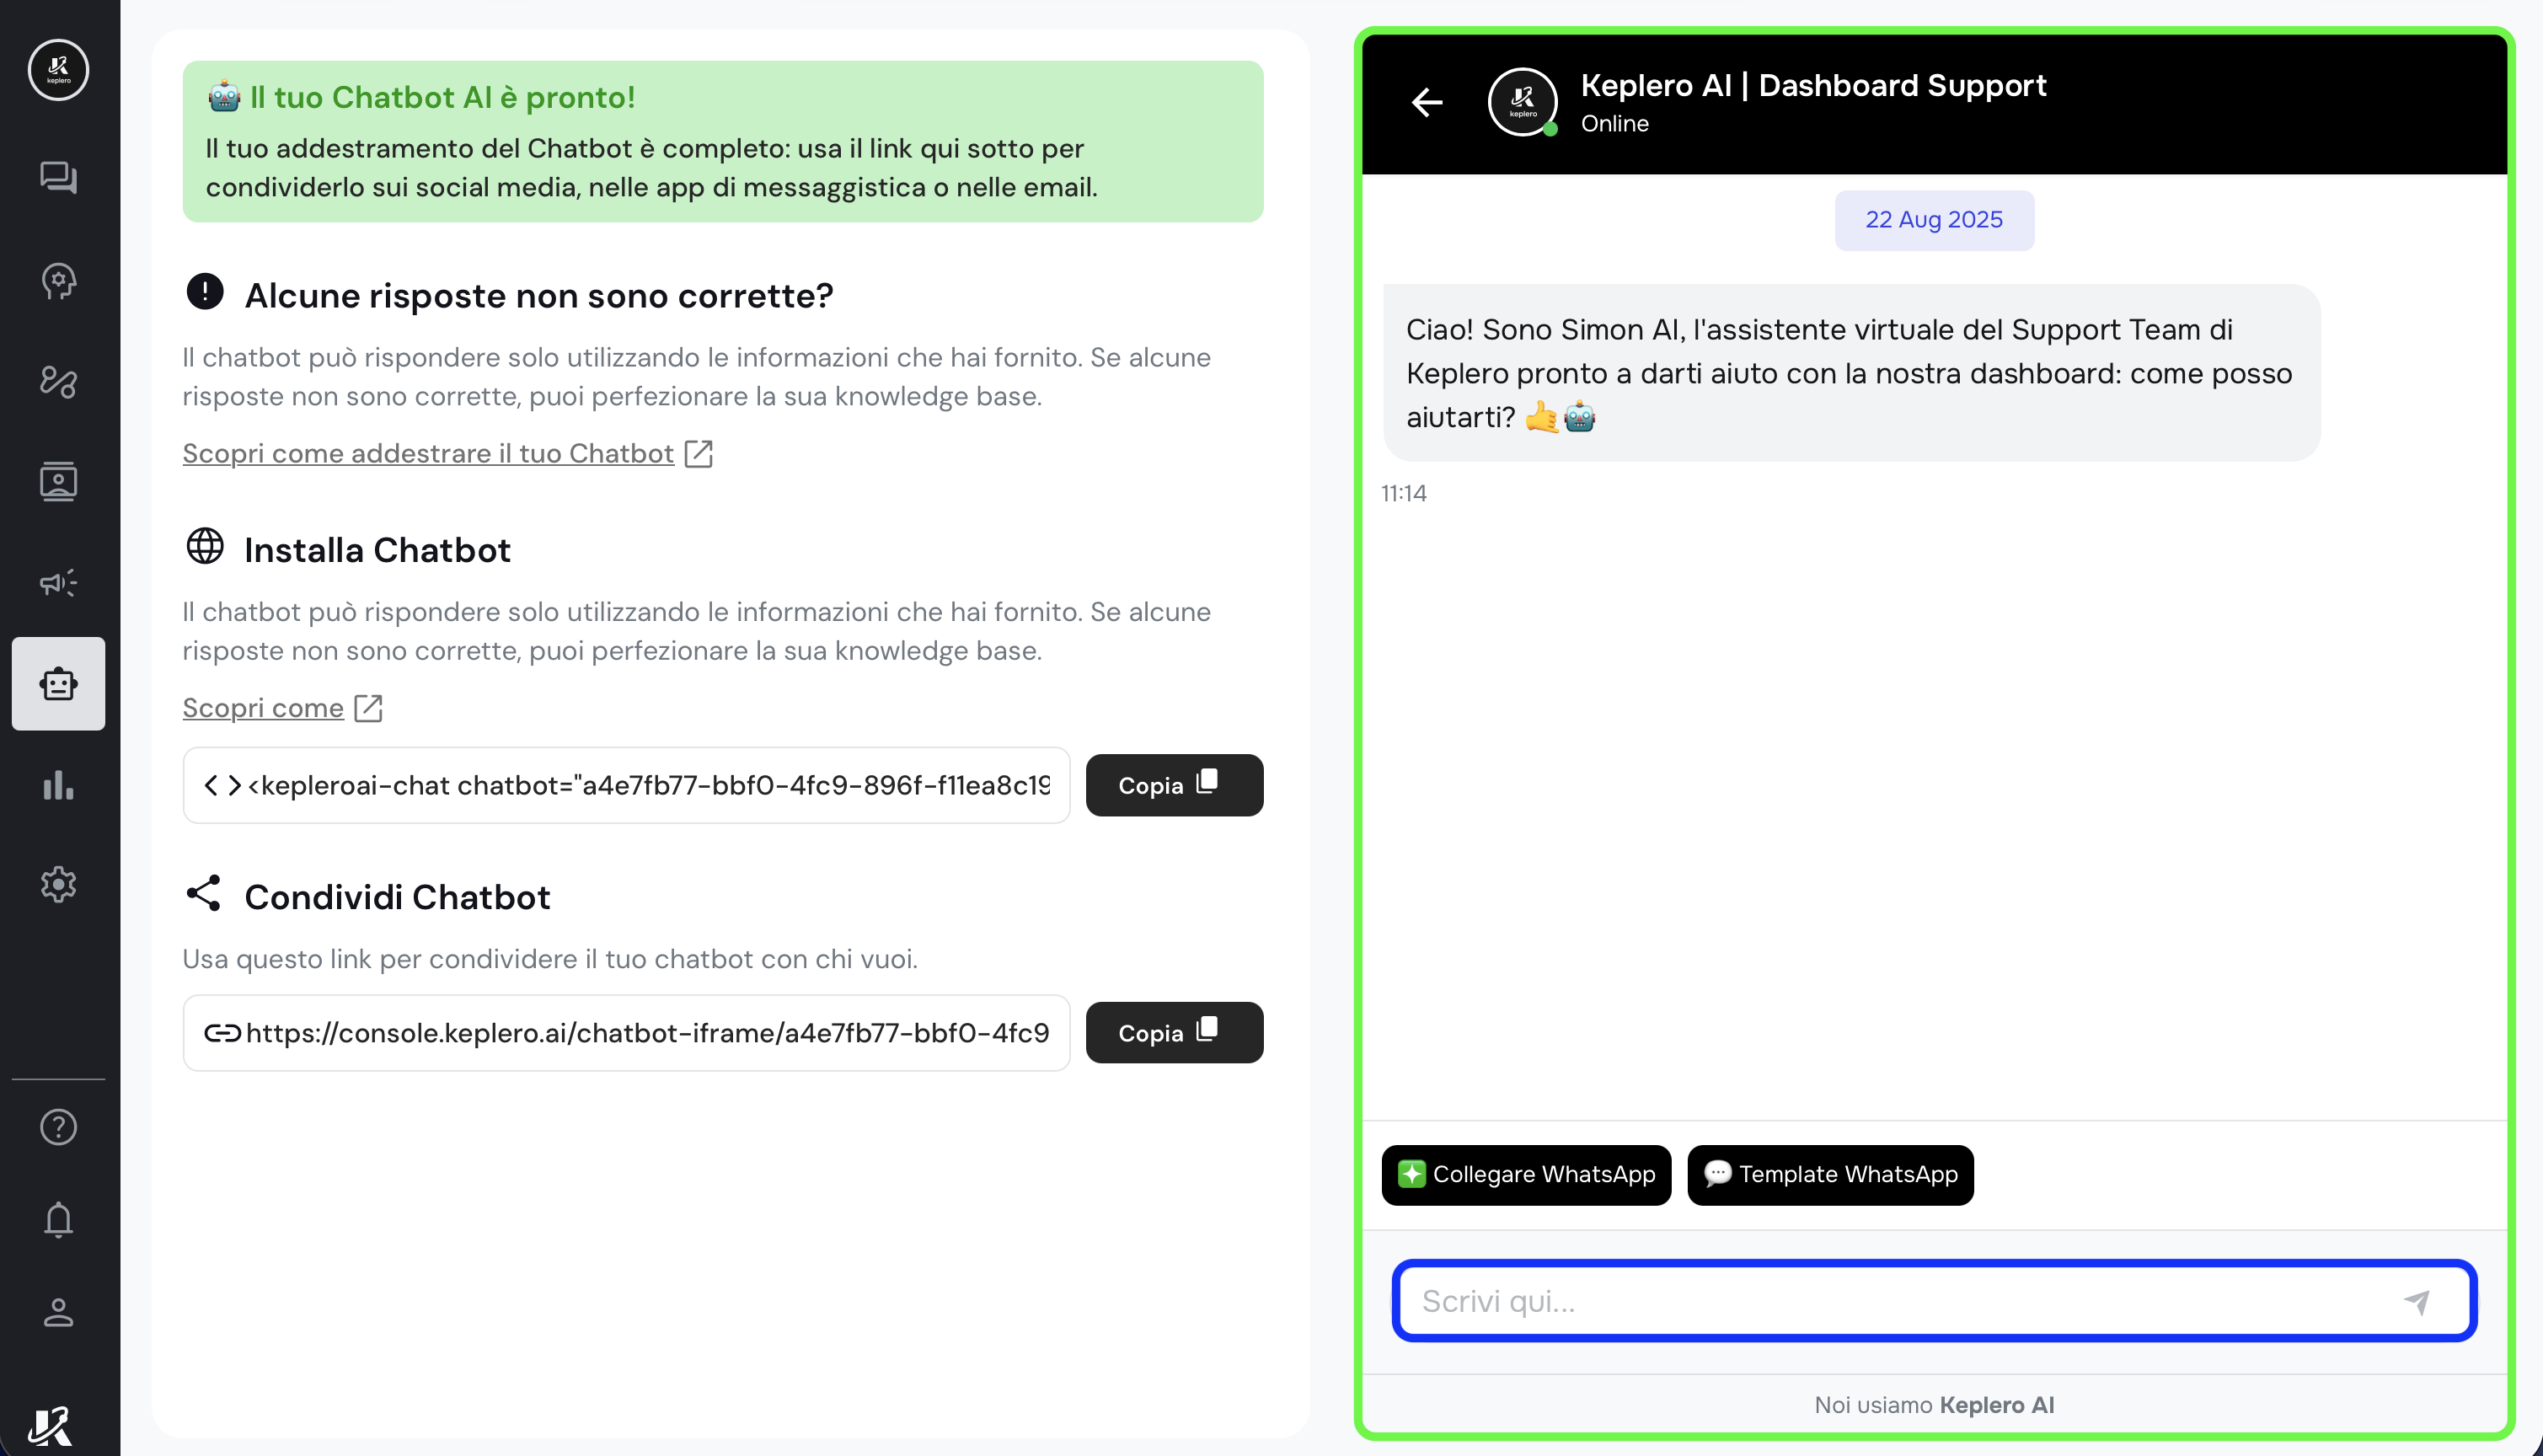 keplero
🤖 Il tuo Chatbot AI è pronto!
Il tuo addestramento del Chatbot è completo: usa il link qui sotto per
condividerlo sui social media, nelle app di messaggistica o nelle email.
Alcune risposte non sono corrette?
Il chatbot può rispondere solo utilizzando le informazioni che hai fornito. Se alcune
risposte non sono corrette, puoi perfezionare la sua knowledge base.
Scopri come addestrare il tuo Chatbot
Installa Chatbot
Il chatbot può rispondere solo utilizzando le informazioni che hai fornito. Se alcune
risposte non sono corrette, puoi perfezionare la sua knowledge base.
Scopri come
<kepleroai-chat chatbot="a4e7fb77-bbf0-4fc9-896f-f11ea8c19
Copia
Condividi Chatbot
Usa questo link per condividere il tuo chatbot con chi vuoi.
https://console.keplero.ai/chatbot-iframe/a4e7fb77-bbf0-4fc9
Copia
keplero
Keplero AI | Dashboard Support
Online
22 Aug 2025
Ciao! Sono Simon AI, l'assistente virtuale del Support Team di
Keplero pronto a darti aiuto con la nostra dashboard: come posso
aiutarti? 🤙🤖
11:14
Collegare WhatsApp
💬 Template WhatsApp
Scrivi qui...
Noi usiamo Keplero AI